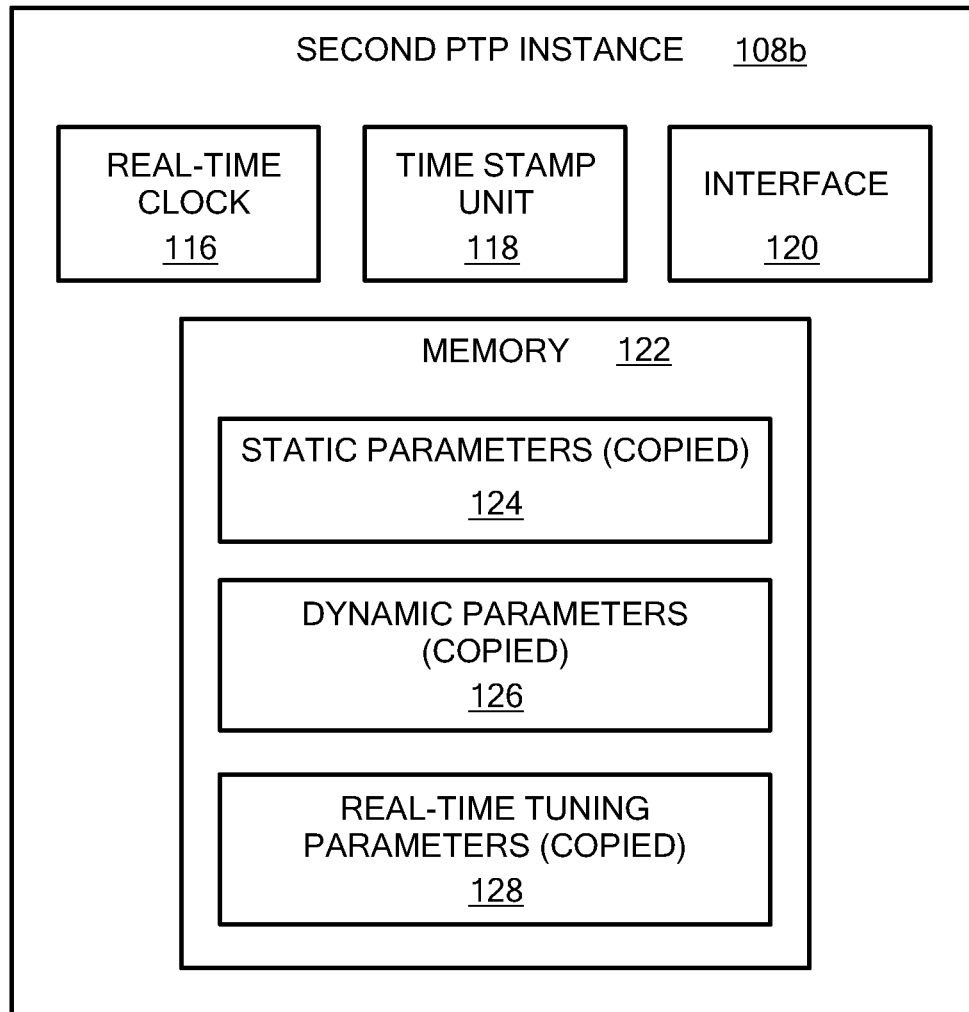 SECOND PTP INSTANCE 108b
REAL-TIME
CLOCK
116
TIME STAMP
UNIT
118
INTERFACE
120
MEMORY 122
STATIC PARAMETERS (COPIED)
124
DYNAMIC PARAMETERS
(COPIED)
126
REAL-TIME TUNING
PARAMETERS (COPIED)
128